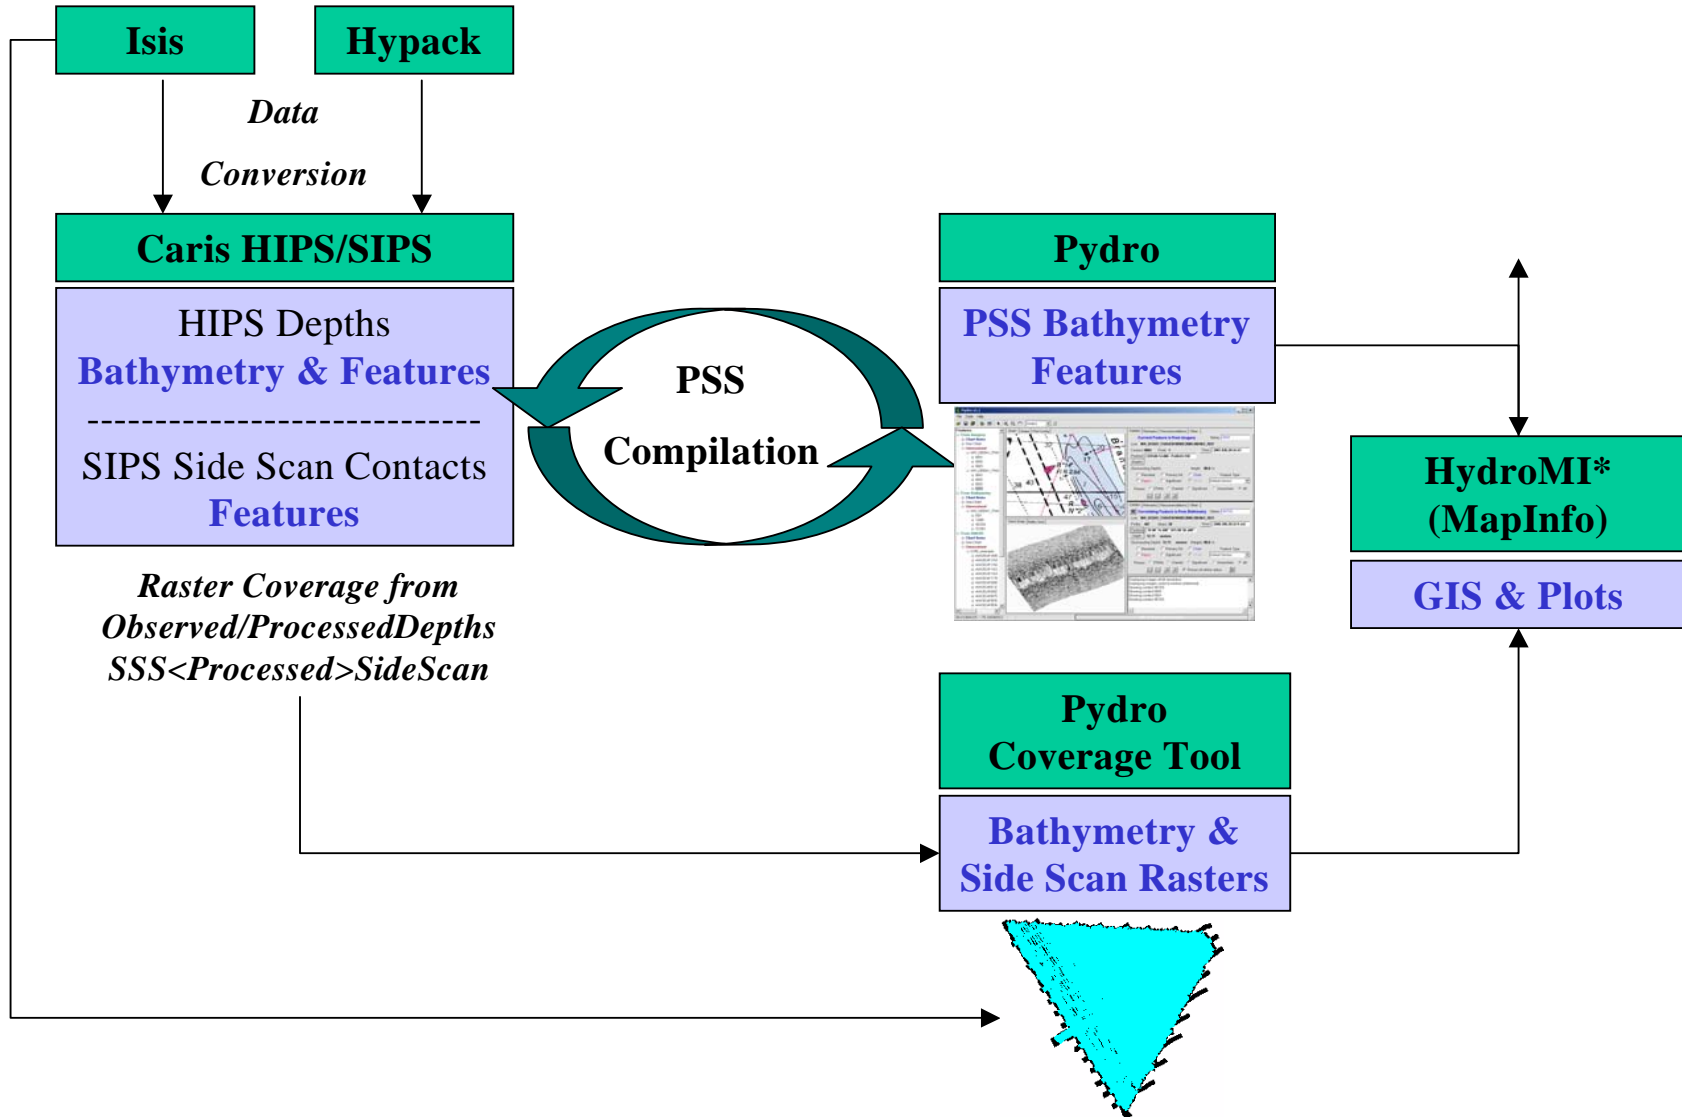 Isis
Hypack
Data
Conversion
Caris HIPS/SIPS
HIPS Depths
Bathymetry & Features
SIPS Side Scan Contacts
Features
Raster Coverage from
Observed/ProcessedDepths
SSS<Processed>SideScan
PSS
Compilation
Pydro
PSS Bathymetry
Features
HydroMI*
(MapInfo)
GIS & Plots
Pydro
Coverage Tool
Bathymetry &
Side Scan Rasters